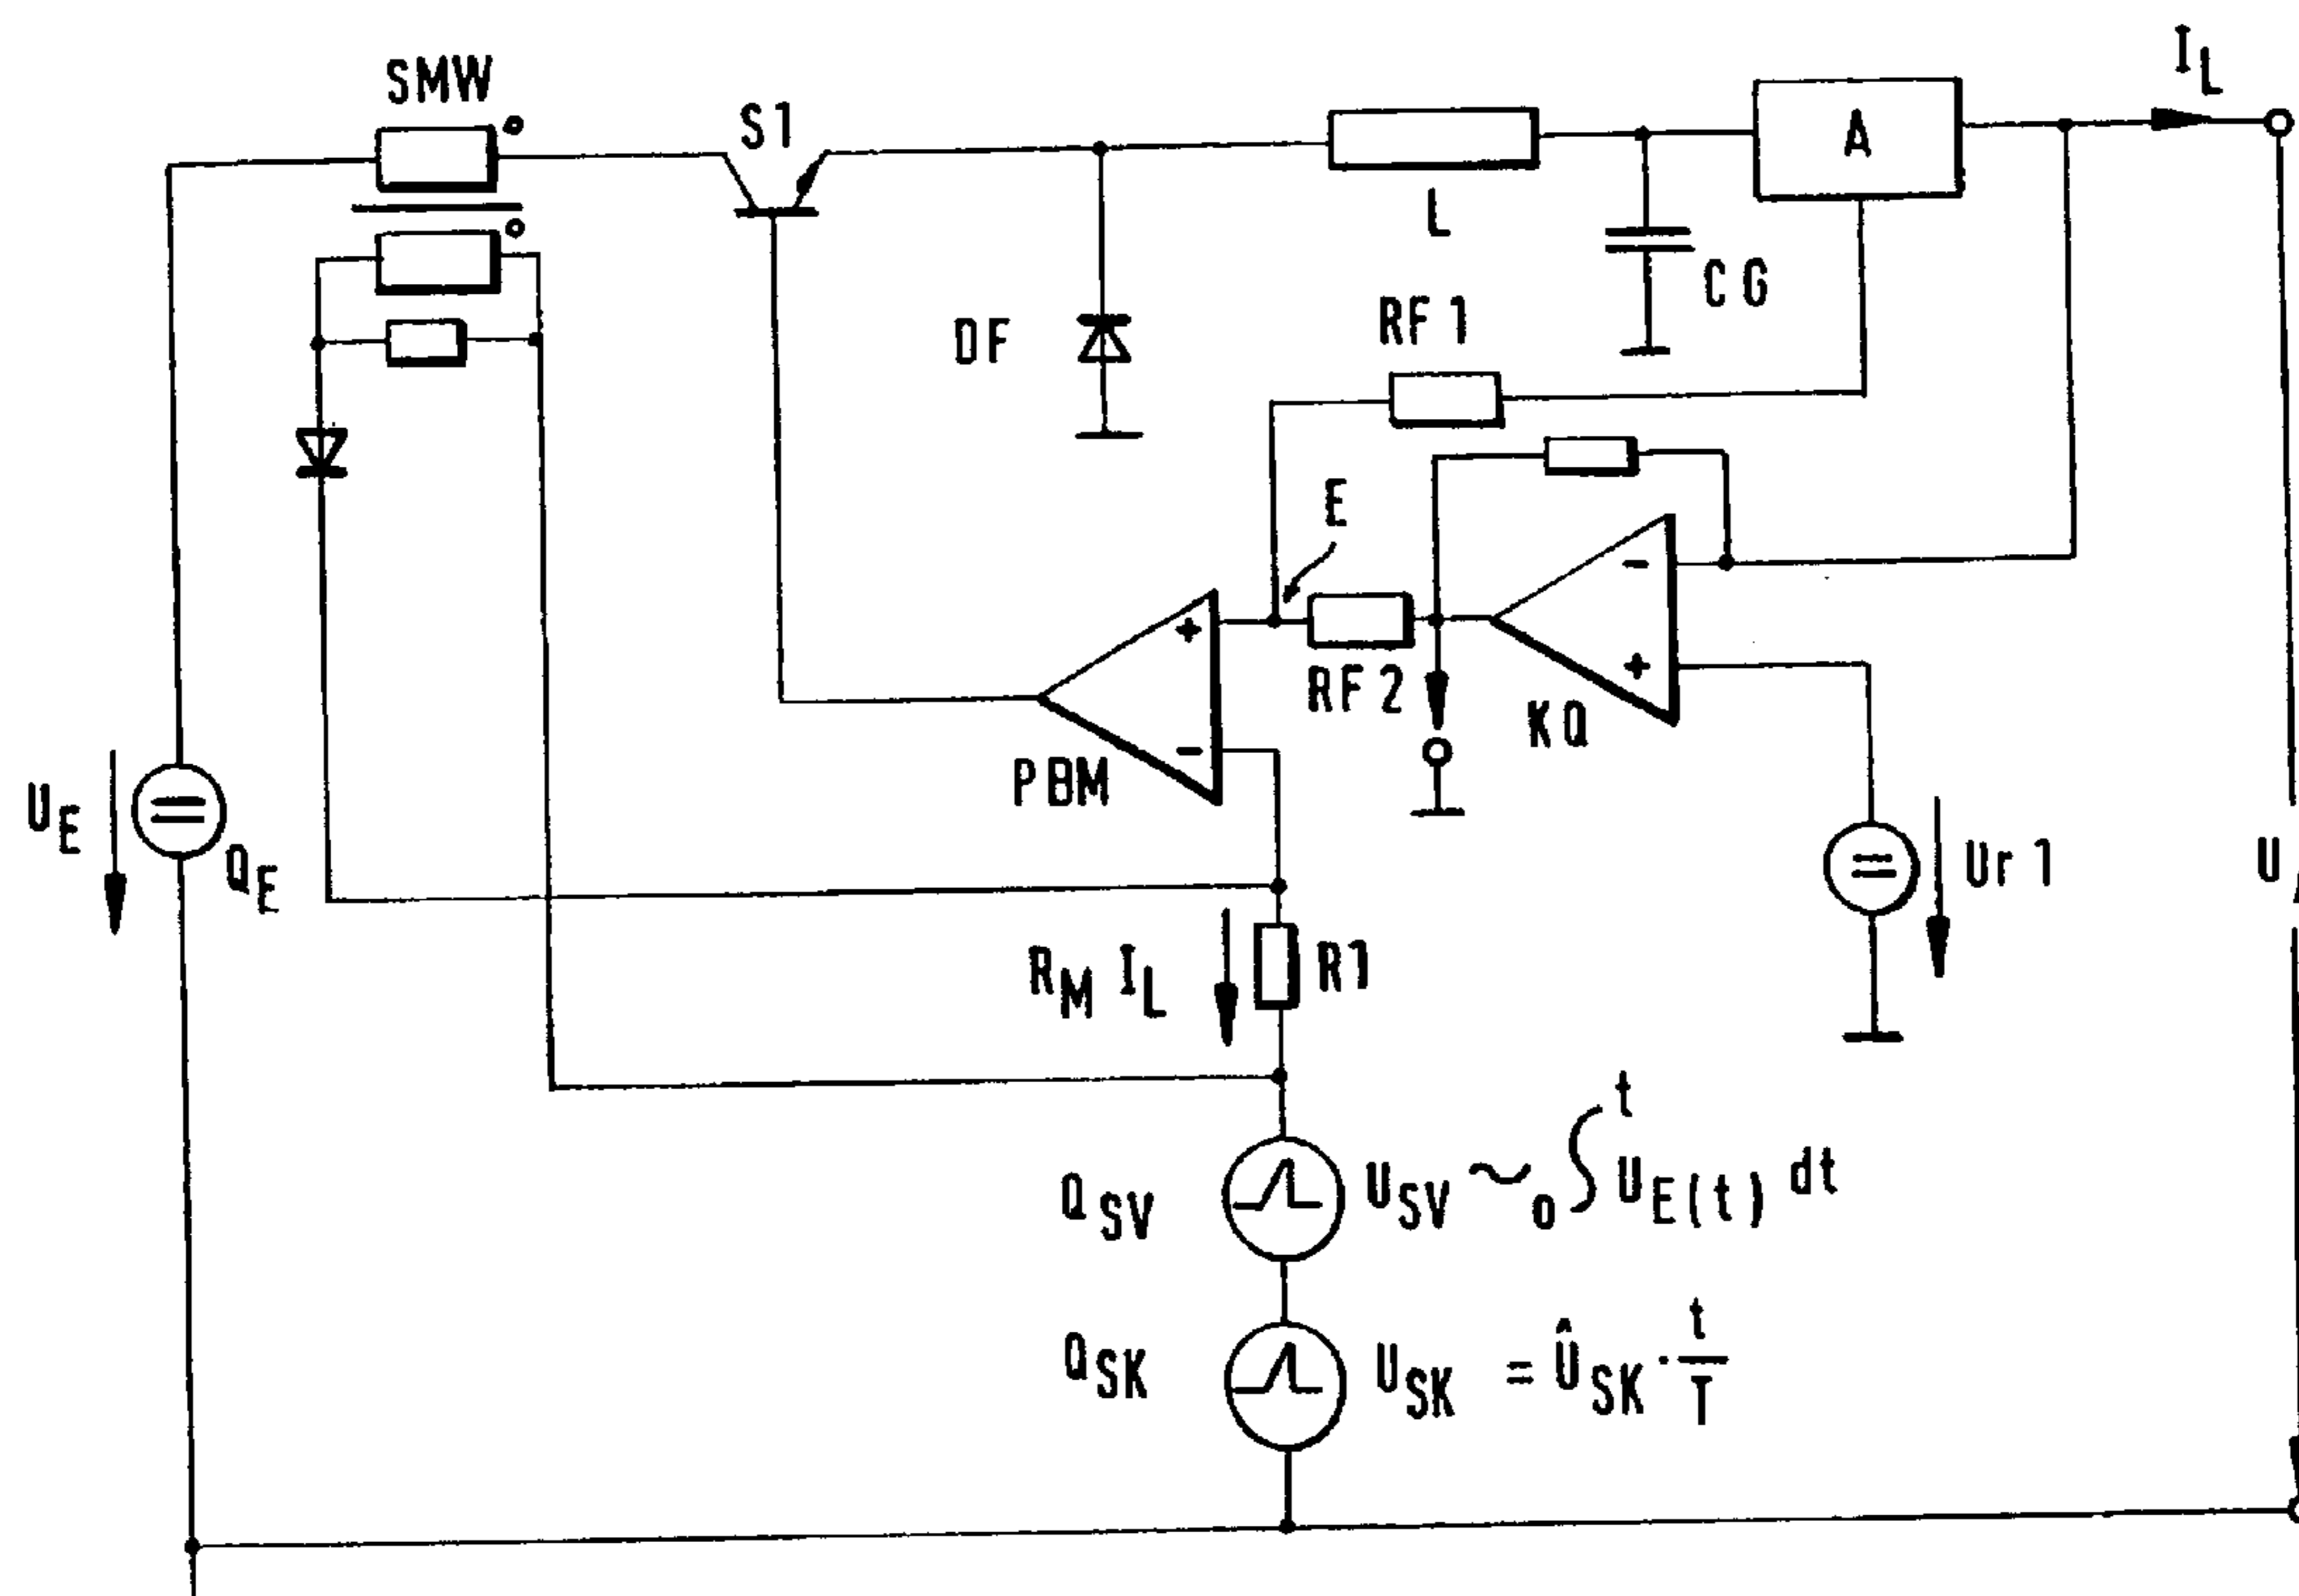 SMW
S1
I_L
A
L
CG
DF
RF1
E
+
-
RF2
-
+
KQ
PBM
U_E
Q_E
Ur1
U
R_M I_L
R1
Q_SV
U_SV ~ ₀∫ᵗ U_E(t) dt
Q_SK
U_SK = Û_SK · t/T